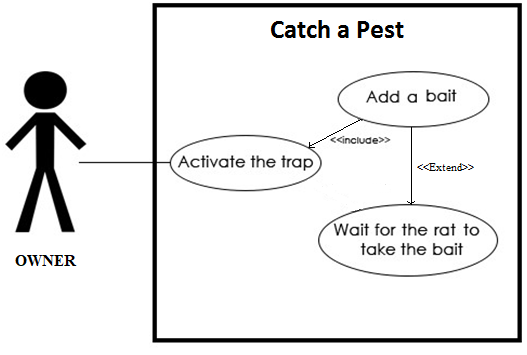 Catch a Pest
Add a bait
<<include>>
Activate the trap
<<Extend>>
Wait for the rat to
take the bait
OWNER